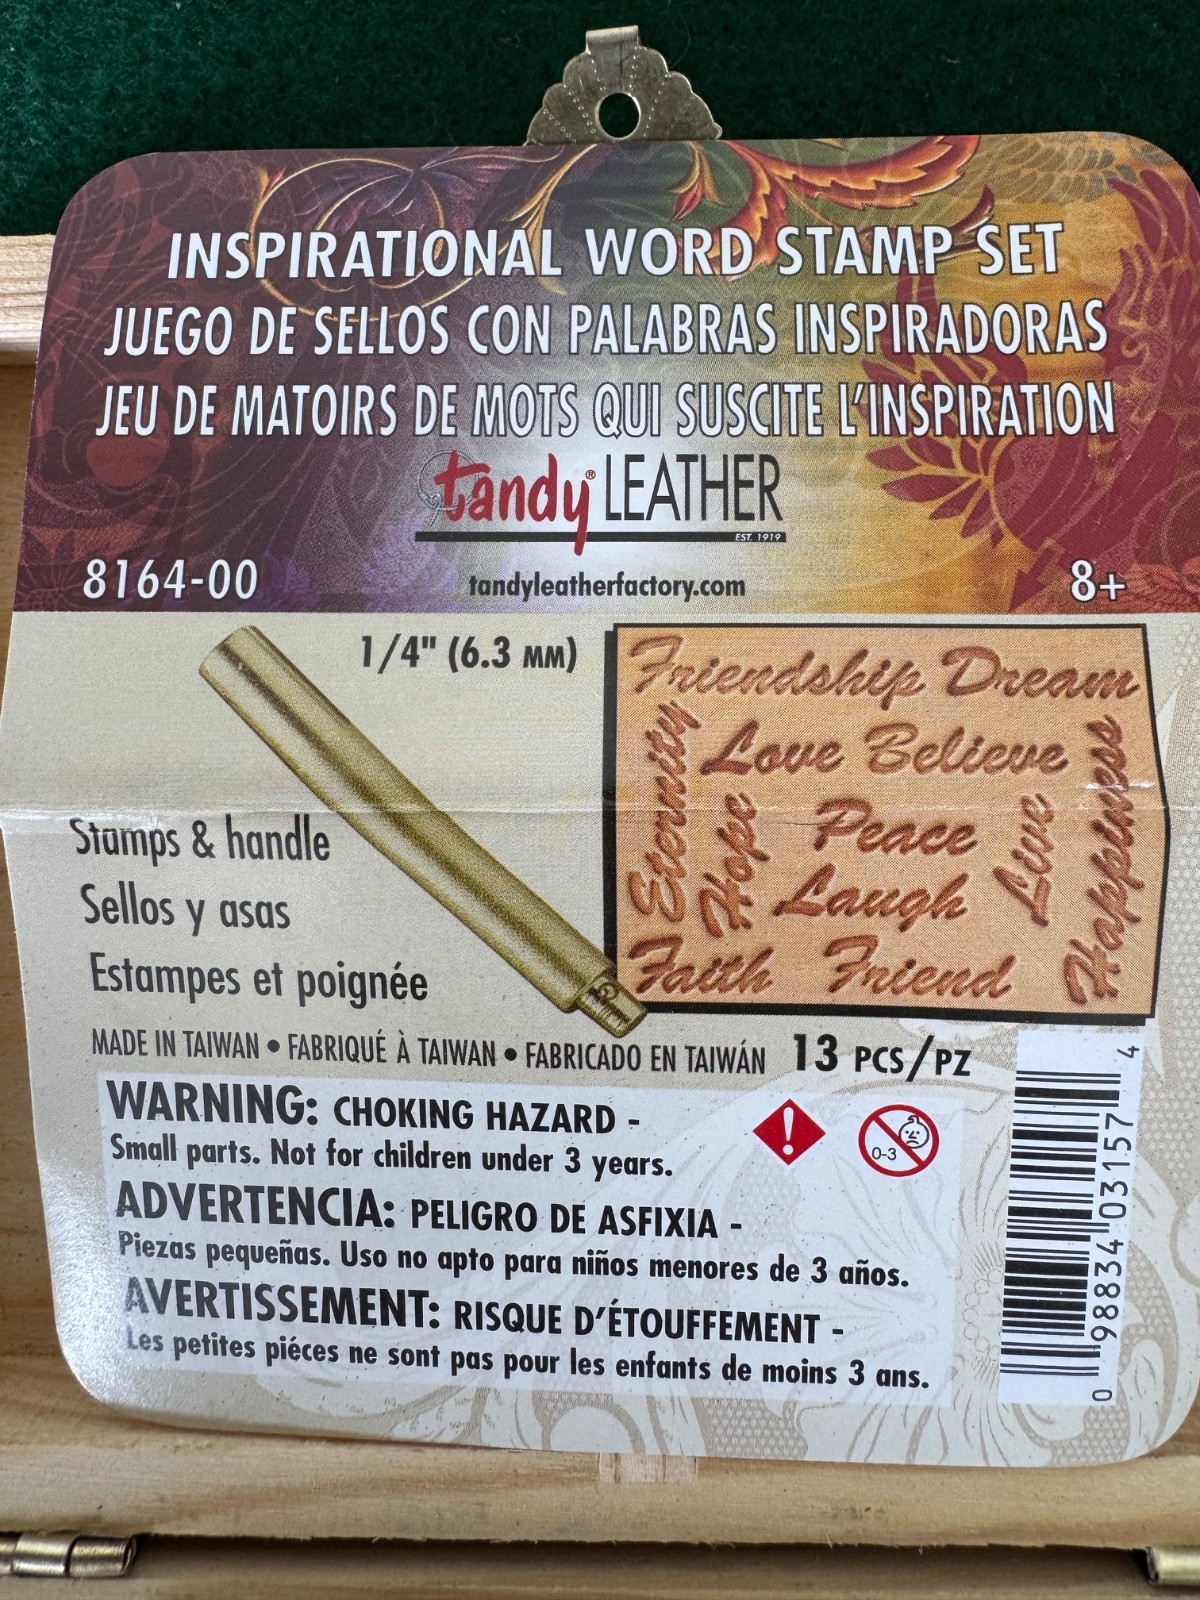 INSPIRATIONAL WORD STAMP SET
JUEGO DE SELLOS CON PALABRAS INSPIRADORAS
JEU DE MATOIRS DE MOTS QUI SUSCITE L'INSPIRATION
tandy® LEATHER
EST. 1919
8164-00
tandyleatherfactory.com
8+
1/4" (6.3 MM)
Friendship Dream
Eternity
Love Believe
Hope
Peace
Live
Happiness
Laugh
Faith Friend
Stamps & handle
Sellos y asas
Estampes et poignée
MADE IN TAIWAN • FABRIQUÉ À TAIWAN • FABRICADO EN TAIWÁN
13 PCS/PZ
WARNING: CHOKING HAZARD -
Small parts. Not for children under 3 years.
0-3
ADVERTENCIA: PELIGRO DE ASFIXIA -
Piezas pequeñas. Uso no apto para niños menores de 3 años.
AVERTISSEMENT: RISQUE D'ÉTOUFFEMENT -
Les petites piéces ne sont pas pour les enfants de moins 3 ans.
0 98834 03157 4